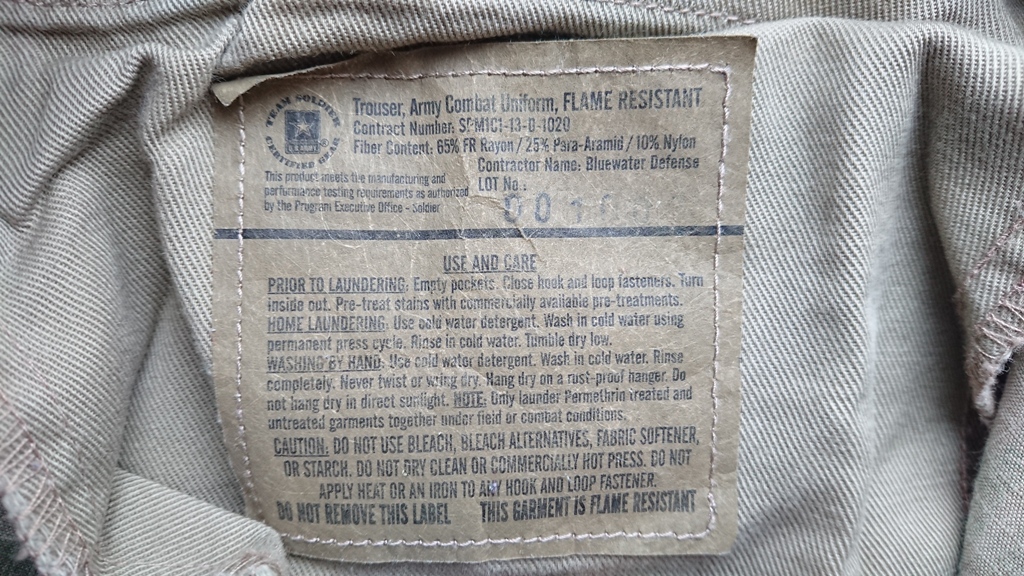 TEAM SOLDIER
CERTIFIED GEAR
Trouser, Army Combat Uniform, FLAME RESISTANT
Contract Number: SPM1C1-13-D-1020
Fiber Content: 65% FR Rayon / 25% Para-Aramid / 10% Nylon
Contractor Name: Bluewater Defense
LOT No.:
This product meets the manufacturing and
performance testing requirements as authorized
by the Program Executive Office - Soldier
USE AND CARE
PRIOR TO LAUNDERING: Empty pockets. Close hook and loop fasteners. Turn
inside out. Pre-treat stains with commercially available pre-treatments.
HOME LAUNDERING: Use cold water detergent. Wash in cold water using
permanent press cycle. Rinse in cold water. Tumble dry low.
WASHING BY HAND: Use cold water detergent. Wash in cold water. Rinse
completely. Never twist or wring dry. Hang dry on a rust-proof hanger. Do
not hang dry in direct sunlight. NOTE: Only launder Permethrin treated and
untreated garments together under field or combat conditions.
CAUTION: DO NOT USE BLEACH, BLEACH ALTERNATIVES, FABRIC SOFTENER,
OR STARCH. DO NOT DRY CLEAN OR COMMERCIALLY HOT PRESS. DO NOT
APPLY HEAT OR AN IRON TO ANY HOOK AND LOOP FASTENER.
DO NOT REMOVE THIS LABEL THIS GARMENT IS FLAME RESISTANT